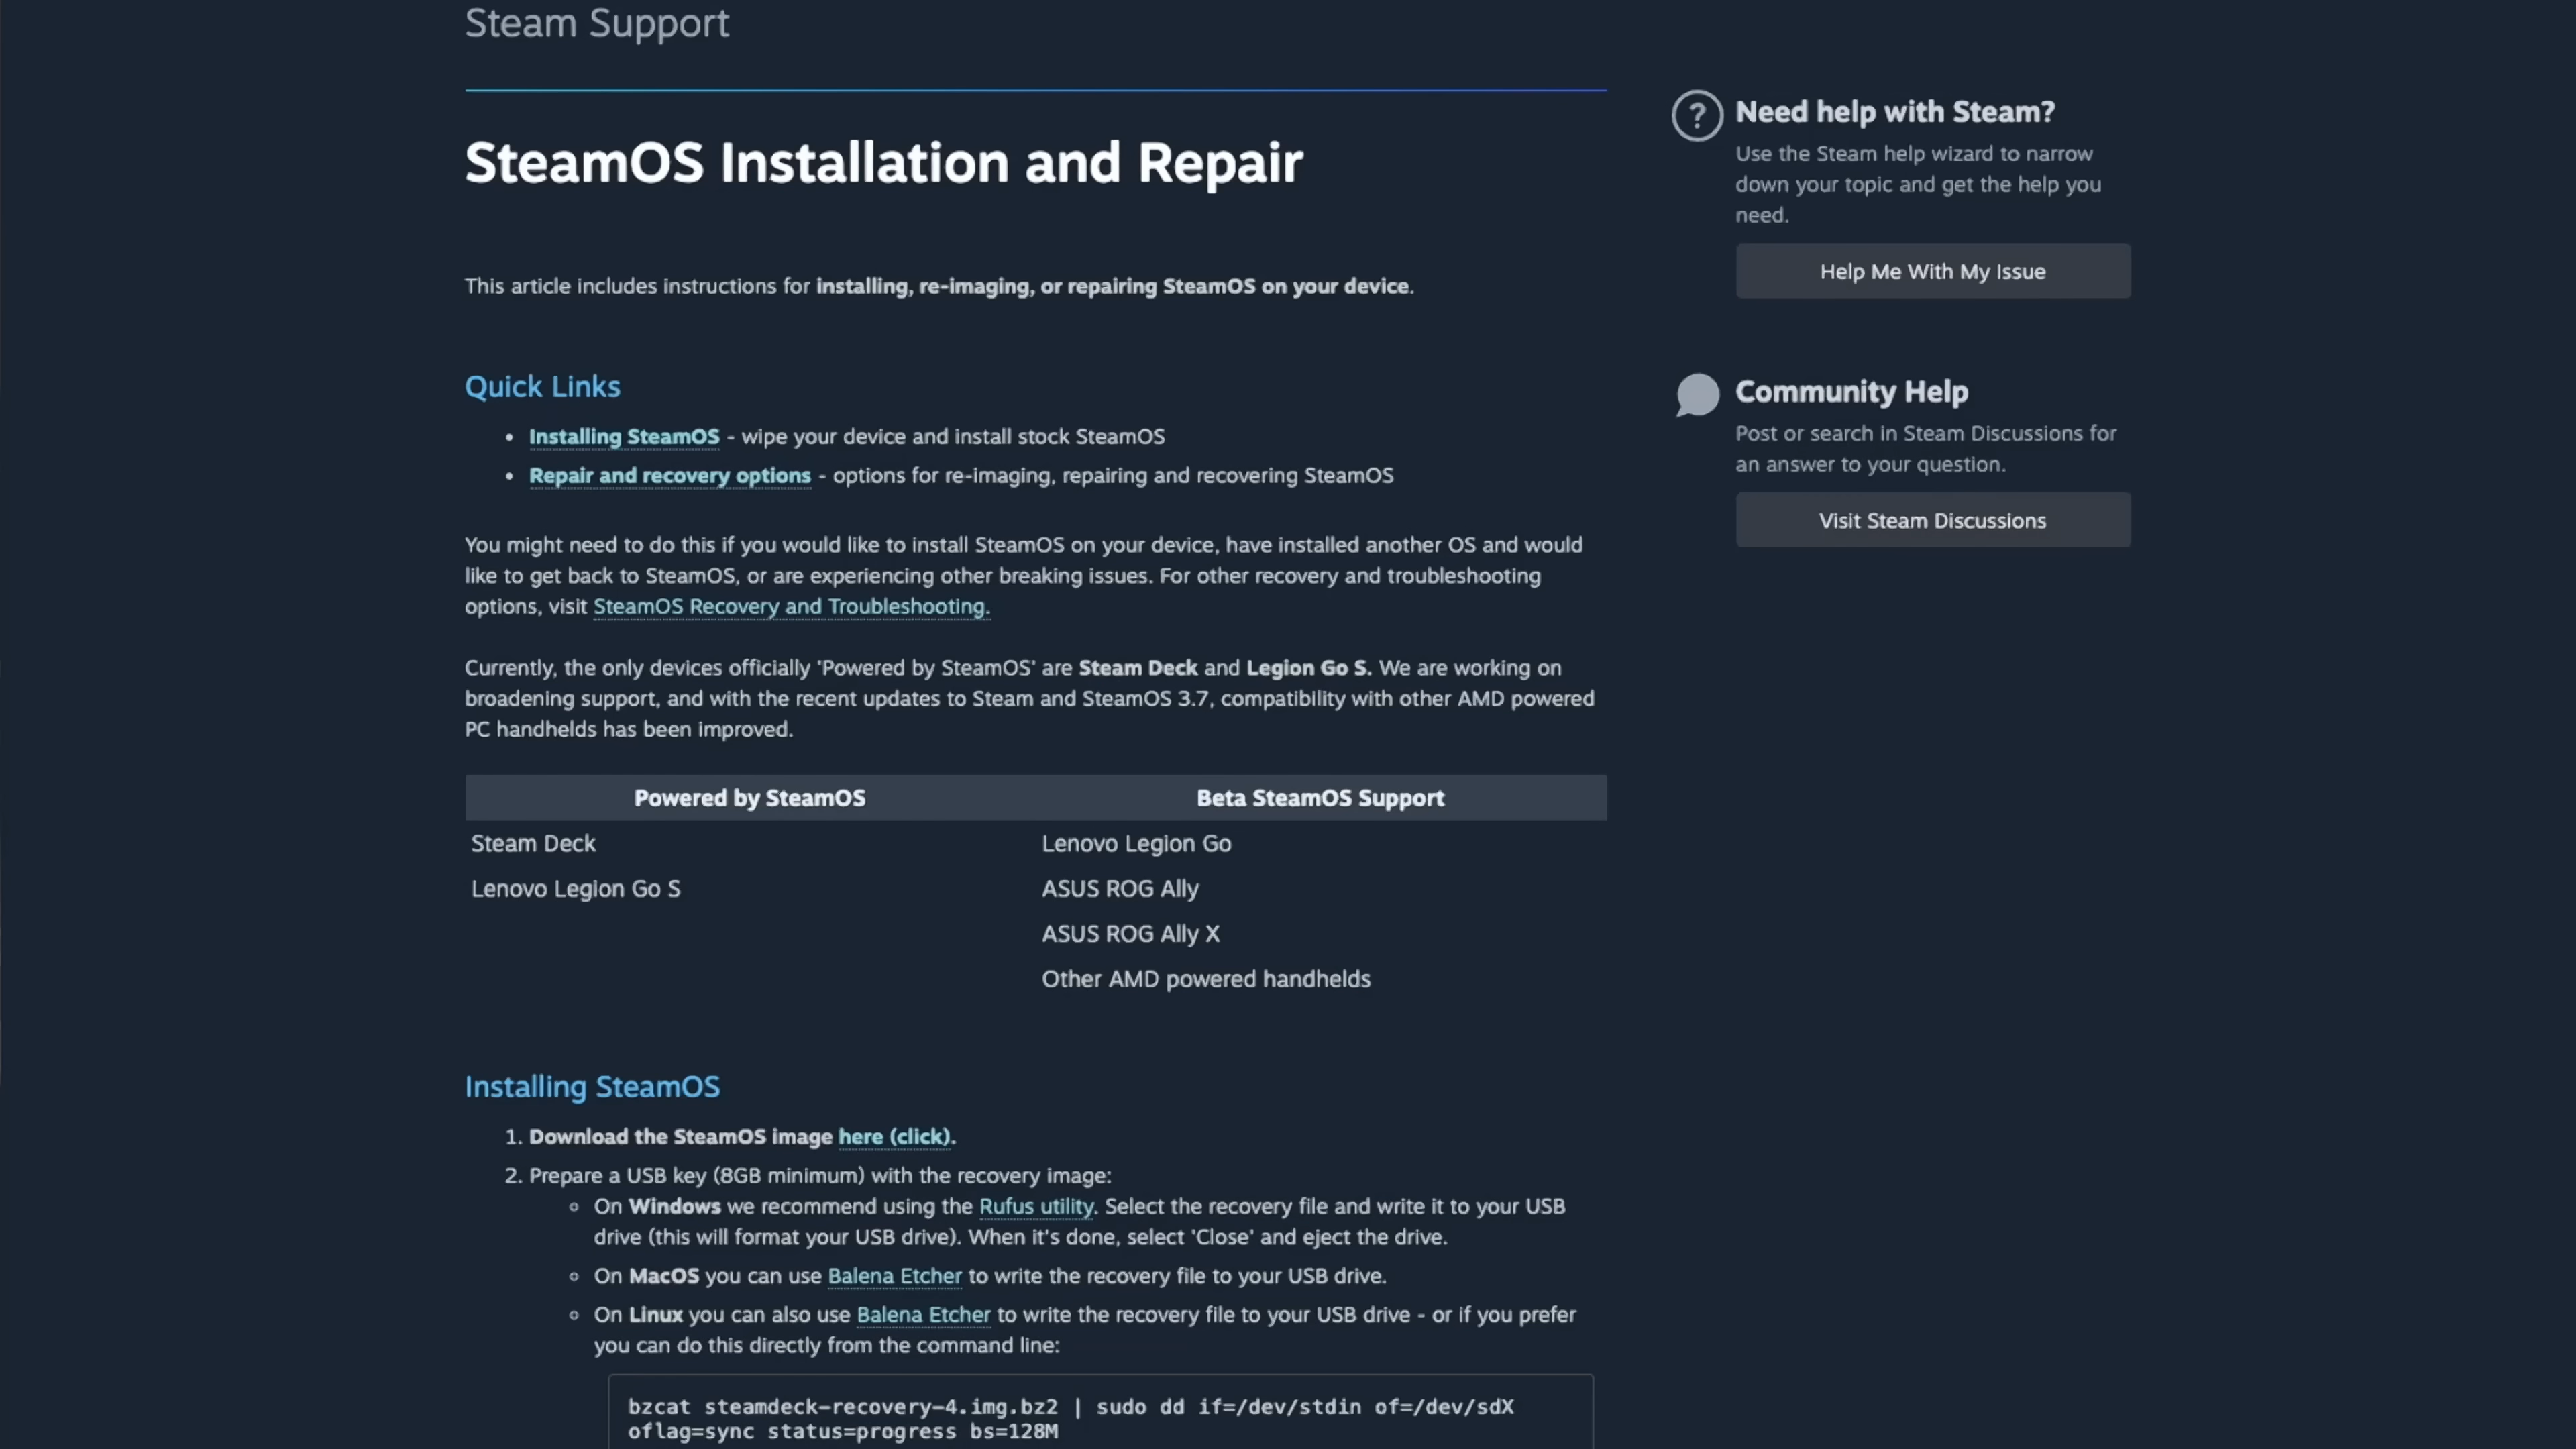 Steam Support
SteamOS Installation and Repair
This article includes instructions for installing, re-imaging, or repairing SteamOS on your device.
Quick Links
• Installing SteamOS - wipe your device and install stock SteamOS
• Repair and recovery options - options for re-imaging, repairing and recovering SteamOS
You might need to do this if you would like to install SteamOS on your device, have installed another OS and would
like to get back to SteamOS, or are experiencing other breaking issues. For other recovery and troubleshooting
options, visit SteamOS Recovery and Troubleshooting.
Currently, the only devices officially 'Powered by SteamOS' are Steam Deck and Legion Go S. We are working on
broadening support, and with the recent updates to Steam and SteamOS 3.7, compatibility with other AMD powered
PC handhelds has been improved.
Powered by SteamOS Beta SteamOS Support
Steam Deck Lenovo Legion Go
Lenovo Legion Go S ASUS ROG Ally
ASUS ROG Ally X
Other AMD powered handhelds
Installing SteamOS
1. Download the SteamOS image here (click).
2. Prepare a USB key (8GB minimum) with the recovery image:
On Windows we recommend using the Rufus utility. Select the recovery file and write it to your USB
drive (this will format your USB drive). When it's done, select 'Close' and eject the drive.
On MacOS you can use Balena Etcher to write the recovery file to your USB drive.
On Linux you can also use Balena Etcher to write the recovery file to your USB drive - or if you prefer
you can do this directly from the command line:
bzcat steamdeck-recovery-4.img.bz2 | sudo dd if=/dev/stdin of=/dev/sdX
oflag=sync status=progress bs=128M
? Need help with Steam?
Use the Steam help wizard to narrow
down your topic and get the help you
need.
Help Me With My Issue
Community Help
Post or search in Steam Discussions for
an answer to your question.
Visit Steam Discussions